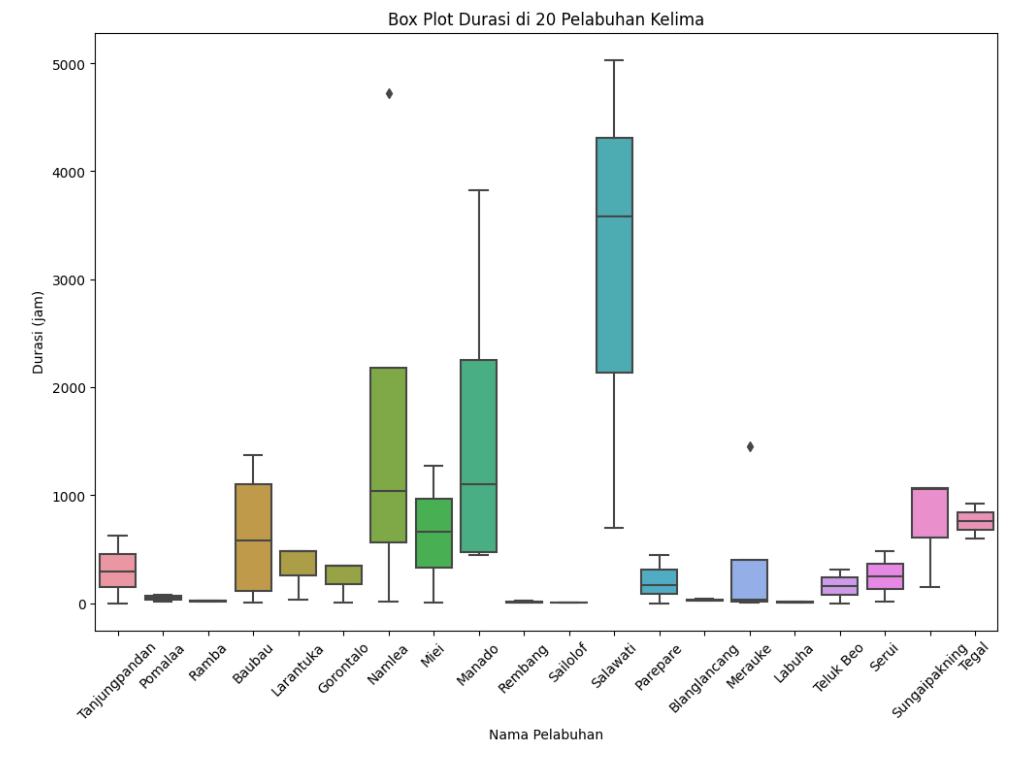 Box Plot Durasi di 20 Pelabuhan Kelima
Durasi (jam)
5000
4000
3000
2000
1000
0
Tanjungpandan
Pomalaa
Ramba
Baubau
Larantuka
Gorontalo
Namlea
Miei
Manado
Rembang
Sailolof
Salawati
Parepare
Blanglancang
Merauke
Labuha
Teluk Beo
Serui
Sungaipakning
Tegal
Nama Pelabuhan